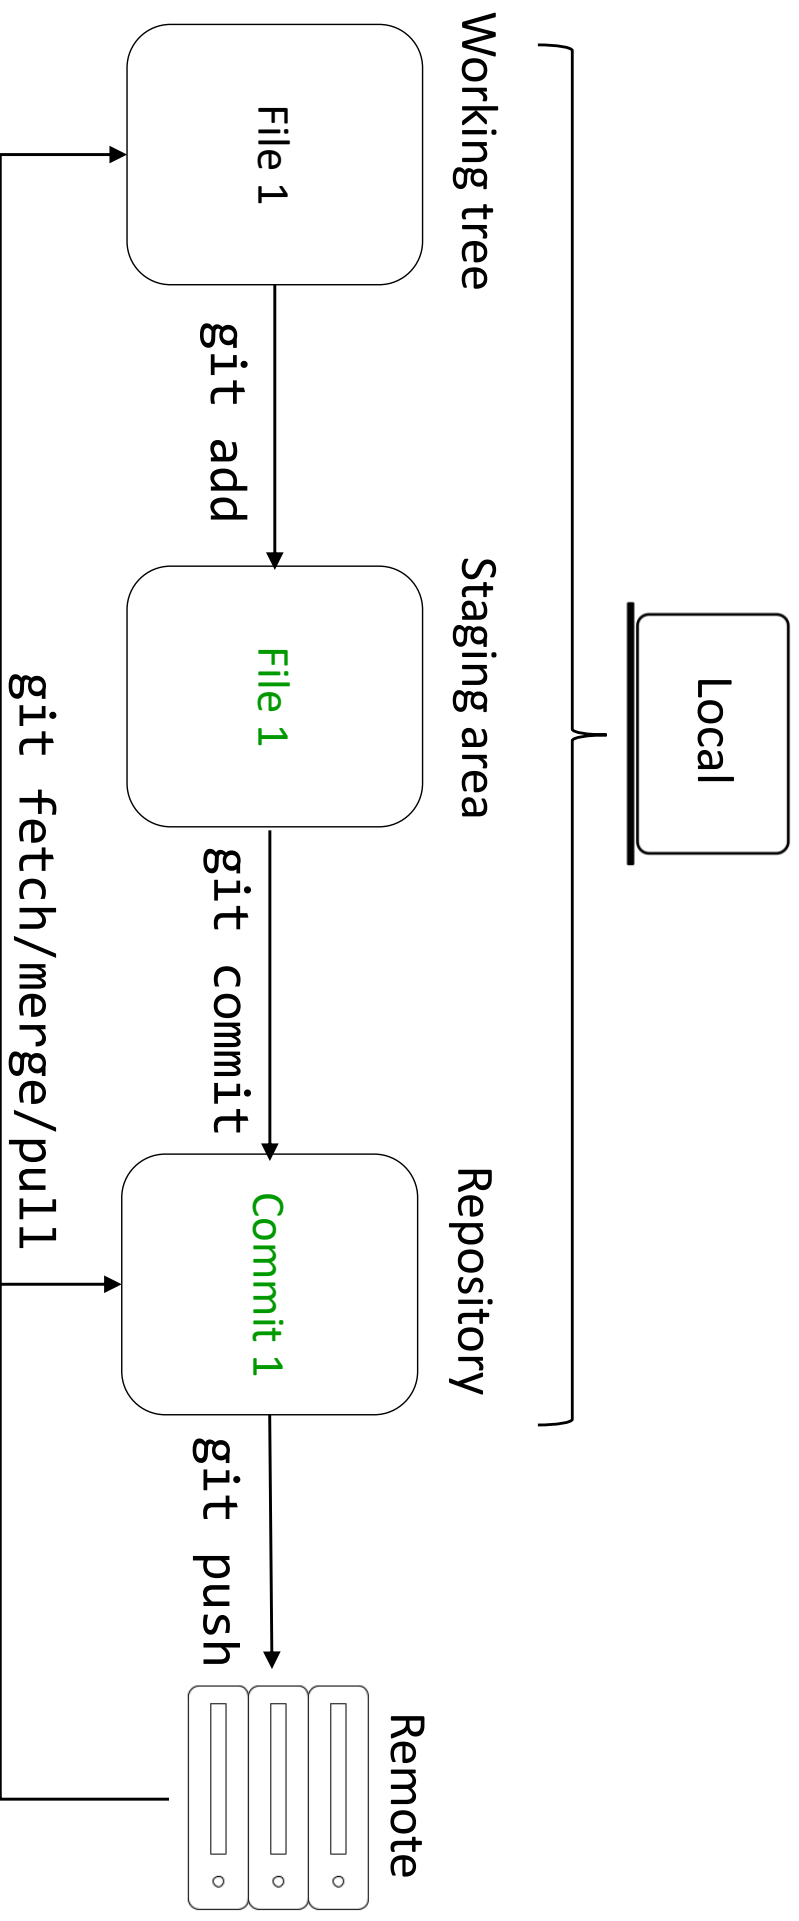 Local
Working tree
Staging area
Repository
Remote
File 1
File 1
Commit 1
git add
git commit
git push
git fetch/merge/pull